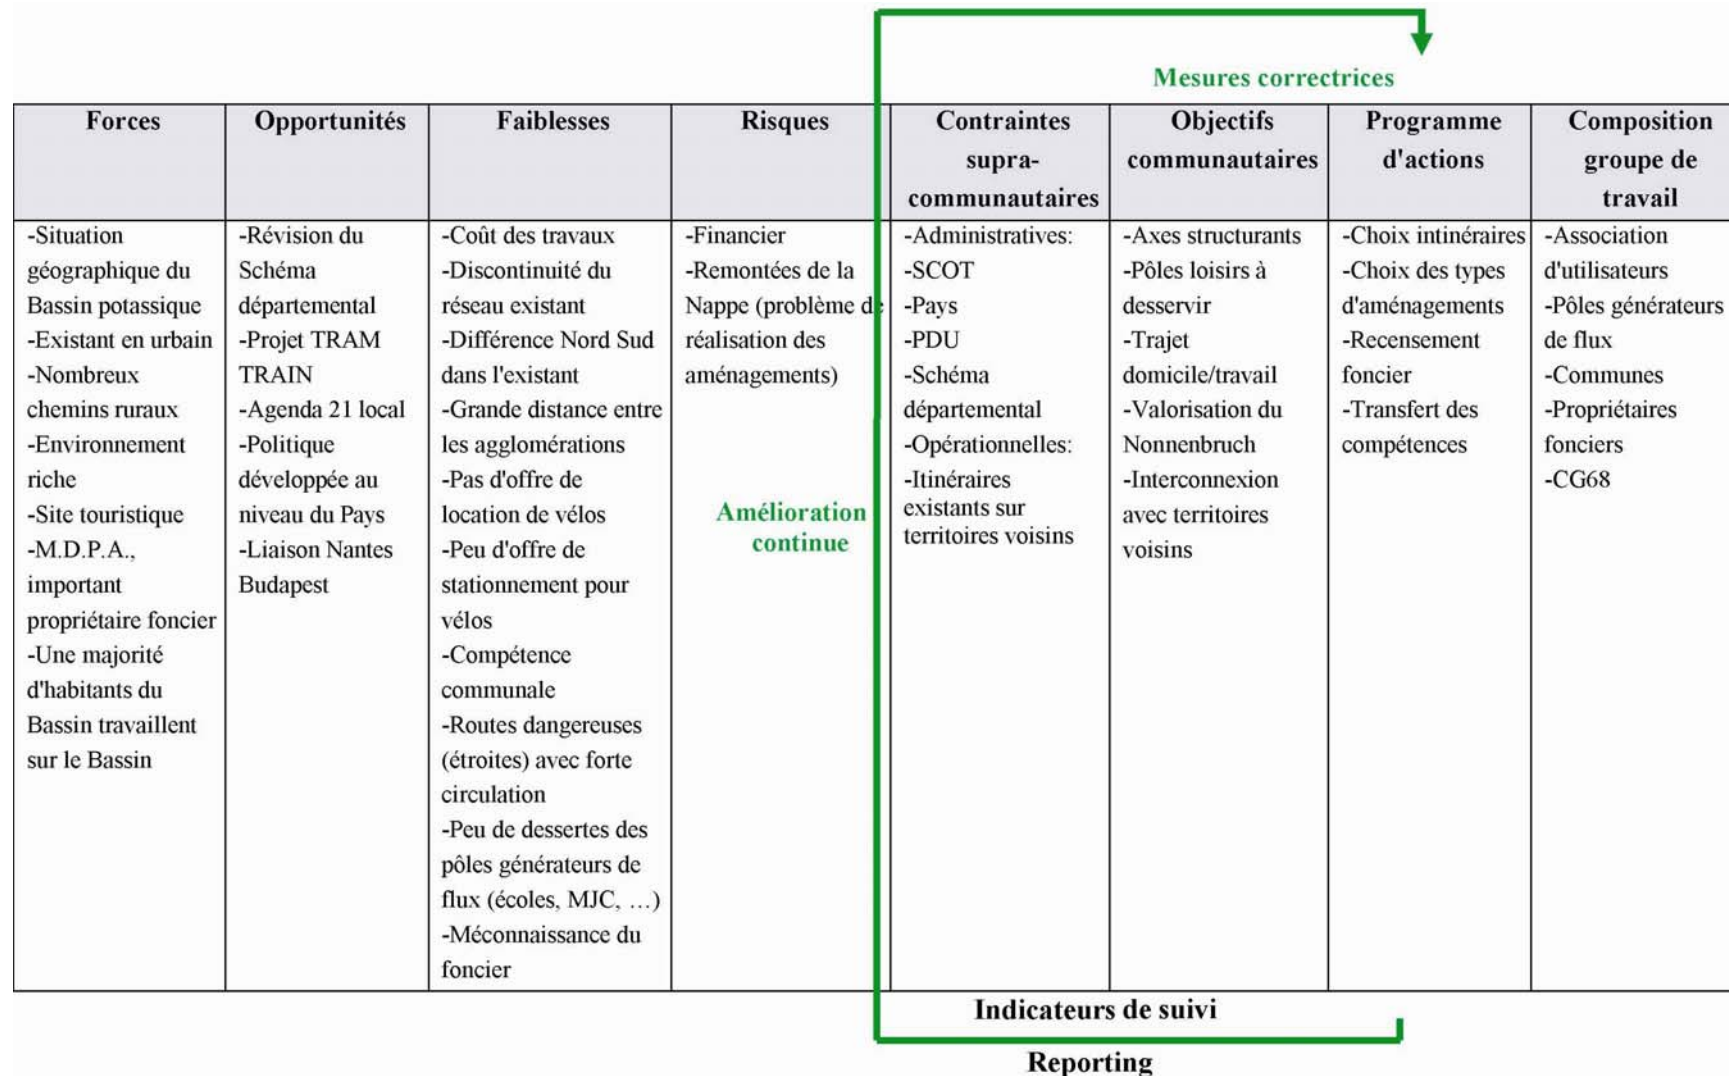 Mesures correctrices
Forces
Opportunités
Faiblesses
Risques
Contraintes
supra-
communautaires
Objectifs
communautaires
Programme
d'actions
Composition
groupe de
travail
-Situation
géographique du
Bassin potassique
-Existant en urbain
-Nombreux
chemins ruraux
-Environnement
riche
-Site touristique
-M.D.P.A.,
important
propriétaire foncier
-Une majorité
d'habitants du
Bassin travaillent
sur le Bassin
-Révision du
Schéma
départemental
-Projet TRAM
TRAIN
-Agenda 21 local
-Politique
développée au
niveau du Pays
-Liaison Nantes
Budapest
-Coût des travaux
-Discontinuité du
réseau existant
-Différence Nord Sud
dans l'existant
-Grande distance entre
les agglomérations
-Pas d'offre de
location de vélos
-Peu d'offre de
stationnement pour
vélos
-Compétence
communale
-Routes dangereuses
(étroites) avec forte
circulation
-Peu de dessertes des
pôles générateurs de
flux (écoles, MJC, …)
-Méconnaissance du
foncier
-Financier
-Remontées de la
Nappe (problème de
réalisation des
aménagements)
Amélioration
continue
-Administratives:
-SCOT
-Pays
-PDU
-Schéma
départemental
-Opérationnelles:
-Itinéraires
existants sur
territoires voisins
-Axes structurants
-Pôles loisirs à
desservir
-Trajet
domicile/travail
-Valorisation du
Nonnenbruch
-Interconnexion
avec territoires
voisins
-Choix intinéraires
-Choix des types
d'aménagements
-Recensement
foncier
-Transfert des
compétences
-Association
d'utilisateurs
-Pôles générateurs
de flux
-Communes
-Propriétaires
fonciers
-CG68
Indicateurs de suivi
Reporting